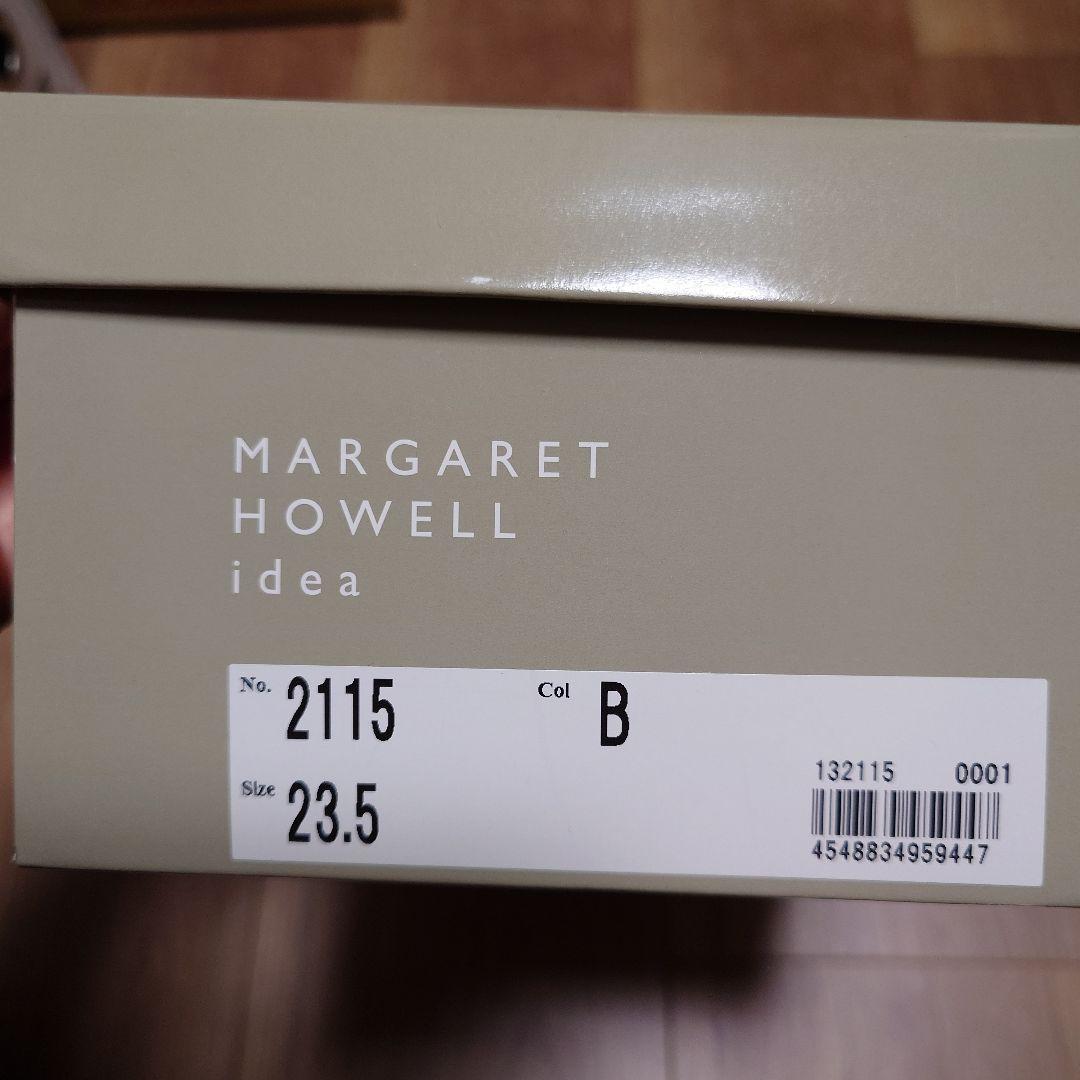 MARGARET
HOWELL
idea
No. 2115 Col B
Size 23.5
132115 0001
4548834959447